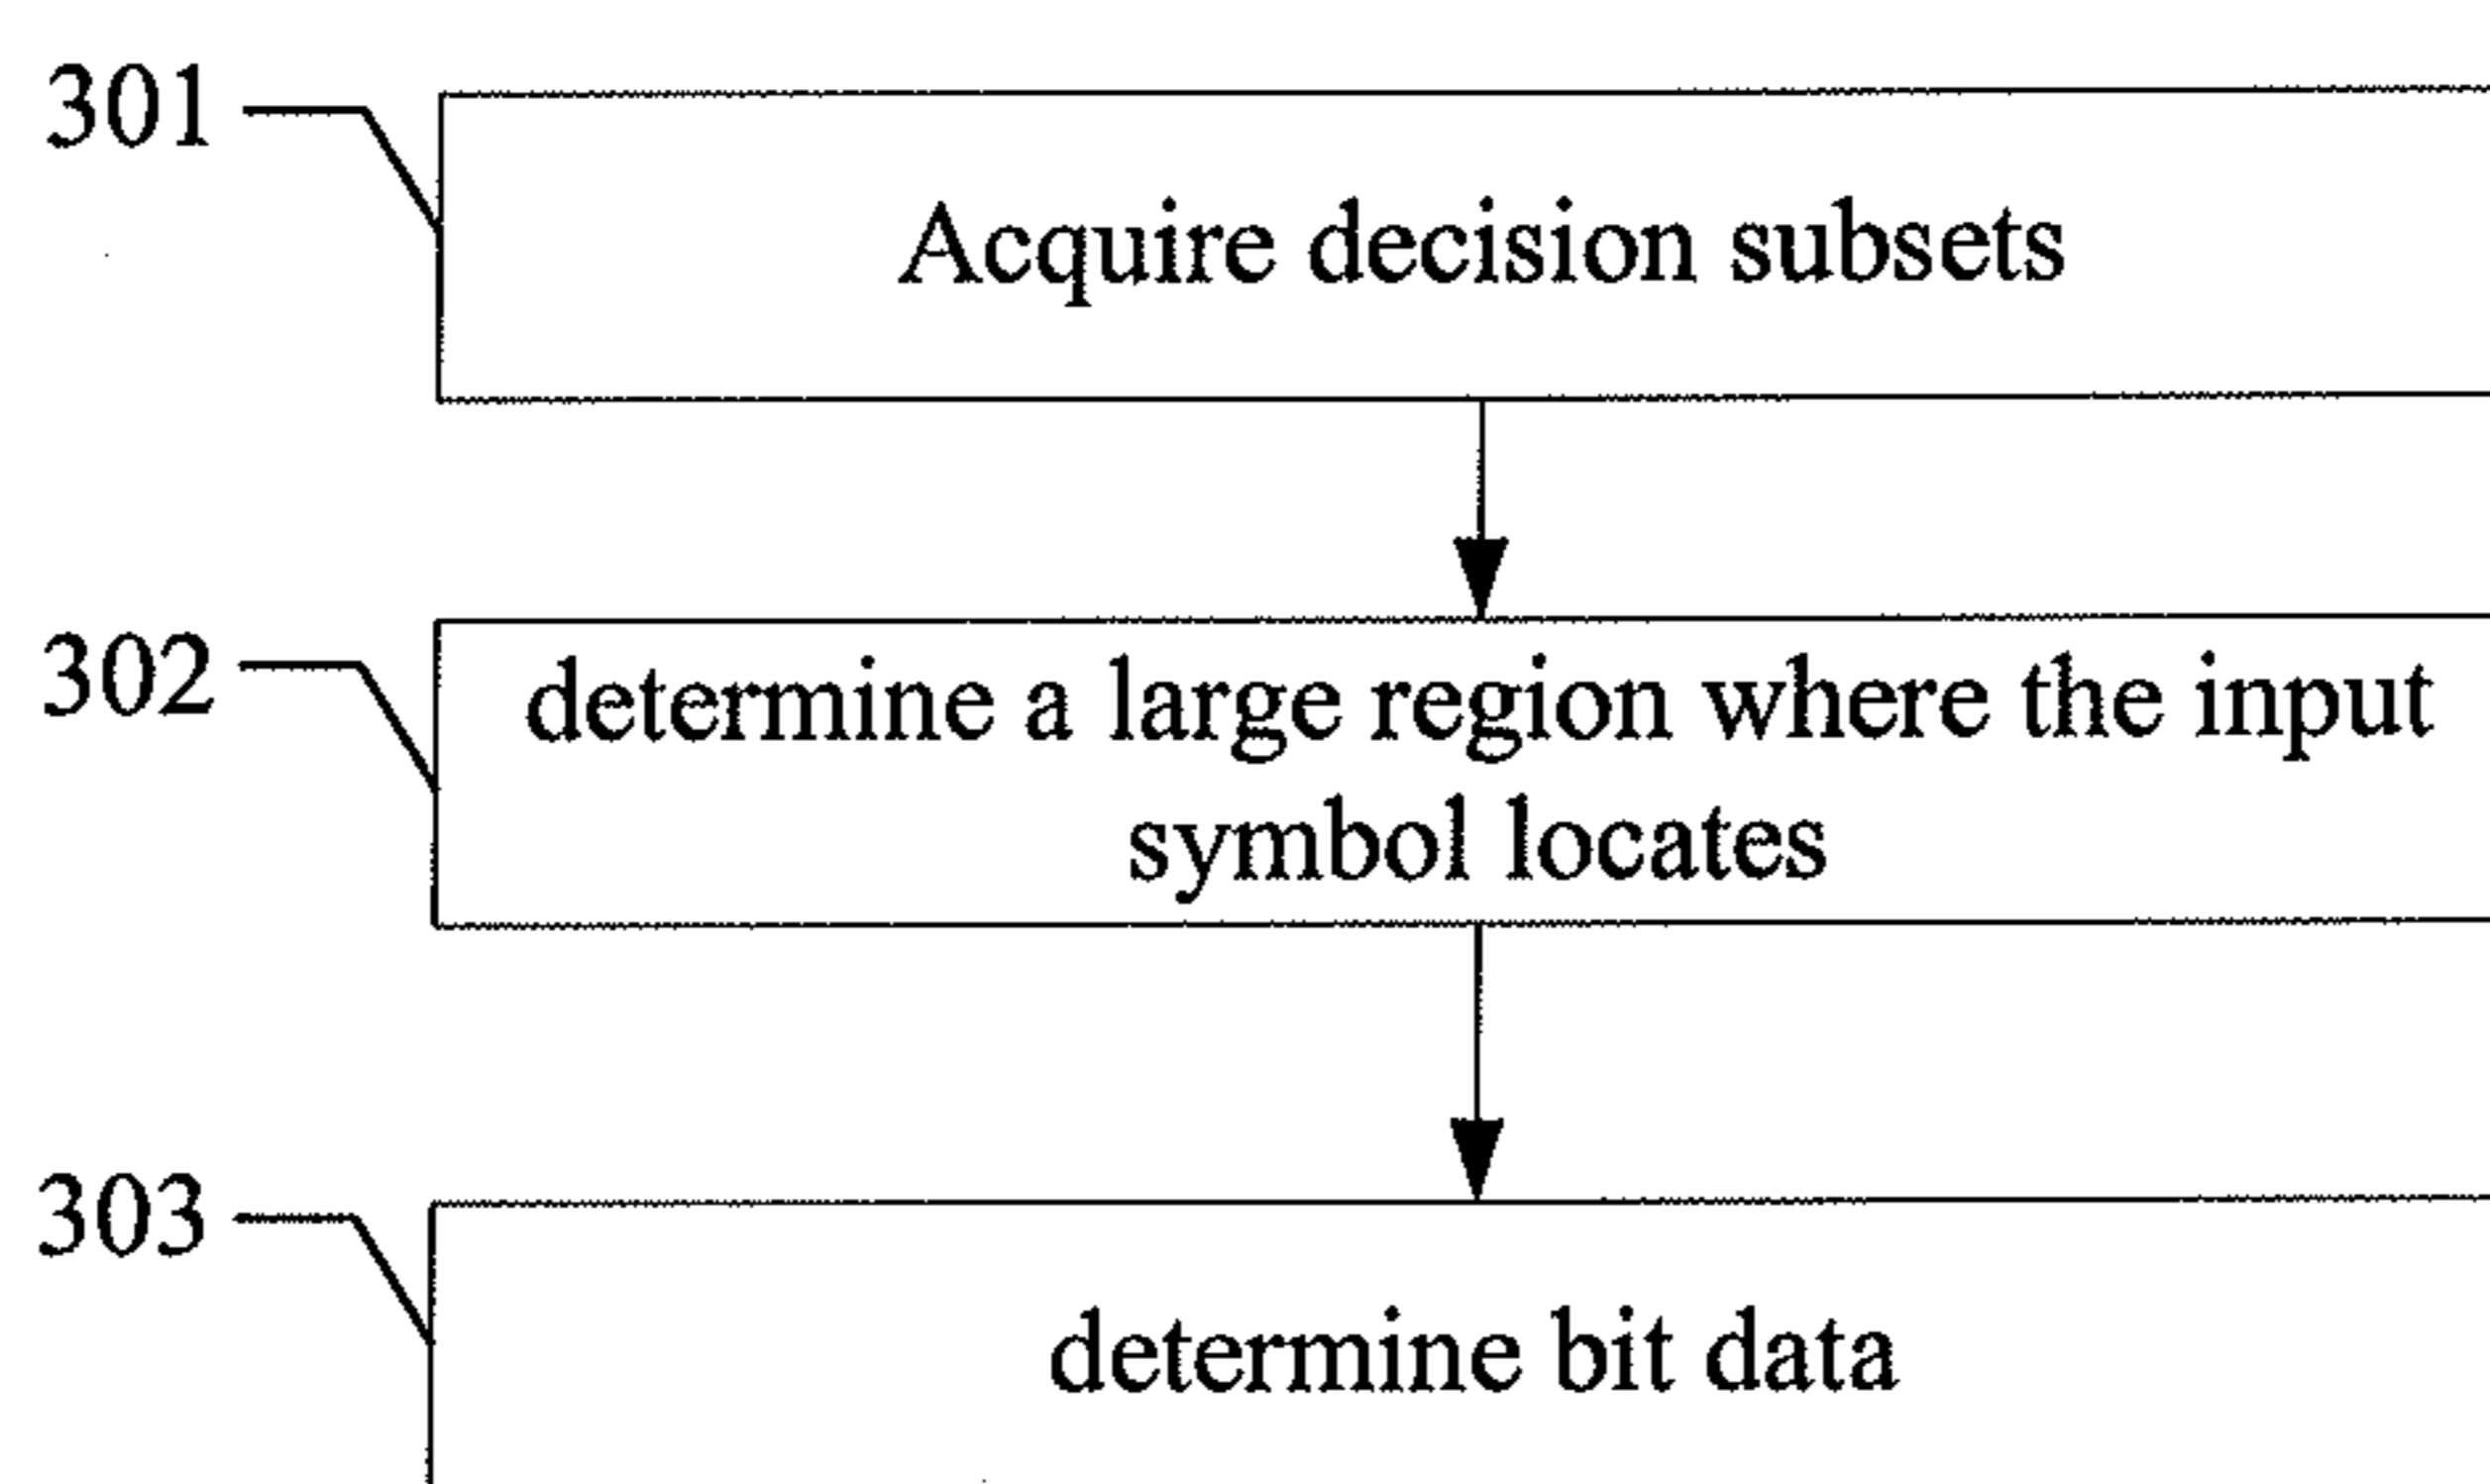 301
Acquire decision subsets
302
determine a large region where the input
symbol locates
303
determine bit data